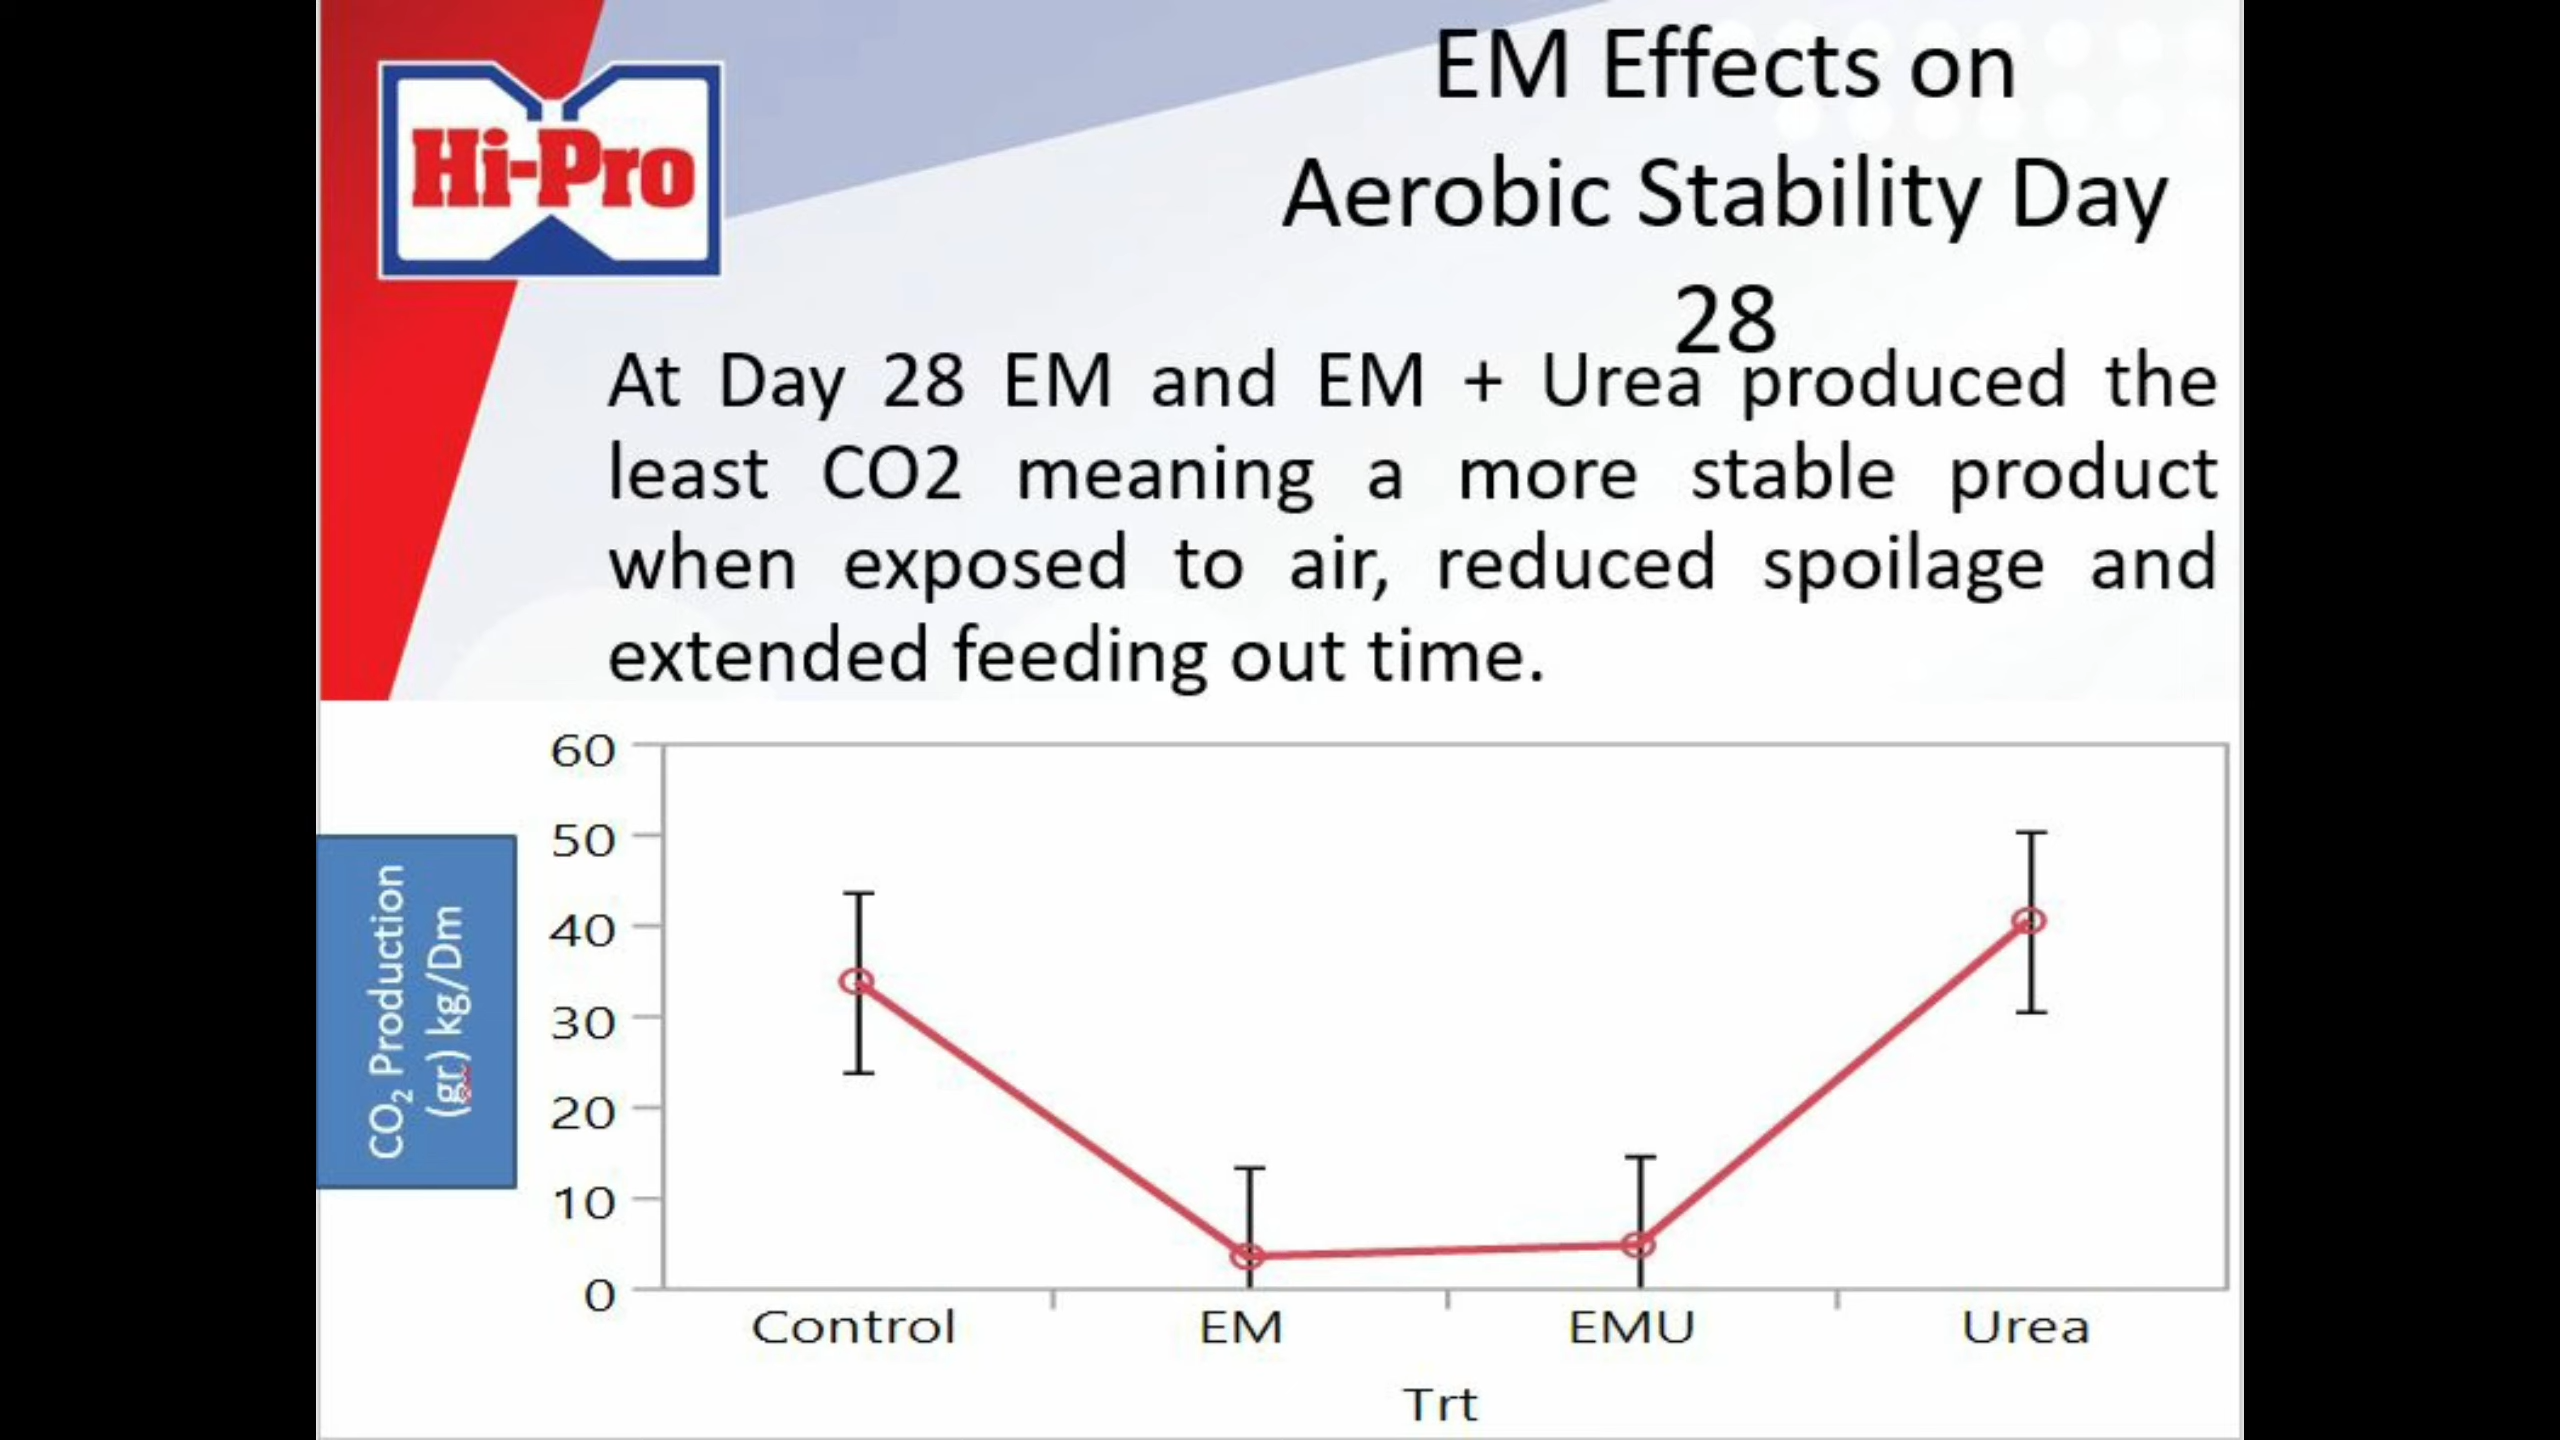 Hi-Pro
EM Effects on
Aerobic Stability Day
28
At Day 28 EM and EM + Urea produced the
least CO2 meaning a more stable product
when exposed to air, reduced spoilage and
extended feeding out time.
CO₂ Production
(gr) kg/Dm
60
50
40
30
20
10
0
Control EM EMU Urea
Trt